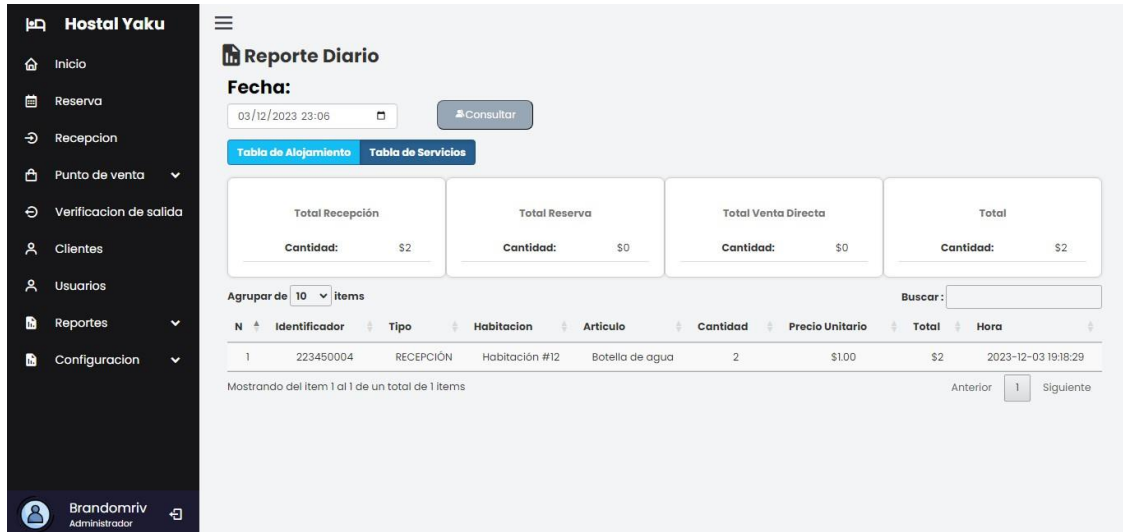 Hostal Yaku
Inicio
Reserva
Recepcion
Punto de venta
Verificacion de salida
Clientes
Usuarios
Reportes
Configuracion
Brandomriv
Administrador
Reporte Diario
Fecha:
03/12/2023 23:06 Consultar
Tabla de Alojamiento Tabla de Servicios
Total Recepción Total Reserva Total Venta Directa Total
Cantidad: $2 Cantidad: $0 Cantidad: $0 Cantidad: $2
Agrupar de 10 items Buscar:
N Identificador Tipo Habitacion Articulo Cantidad Precio Unitario Total Hora
1 223450004 RECEPCIÓN Habitación #12 Botella de agua 2 $1.00 $2 2023-12-03 19:18:29
Mostrando del item 1 al 1 de un total de 1 items Anterior 1 Siguiente